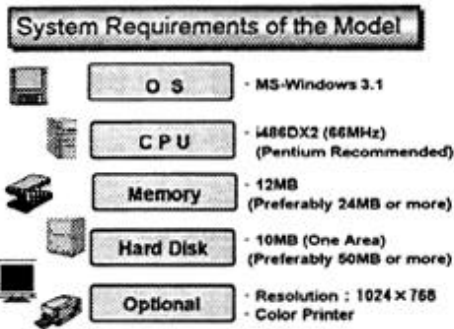 System Requirements of the Model
O S
· MS-Windows 3.1
C P U
· i486DX2 (66MHz)
(Pentium Recommended)
Memory
· 12MB
(Preferably 24MB or more)
Hard Disk
· 10MB (One Area)
(Preferably 50MB or more)
Optional
· Resolution : 1024×768
· Color Printer